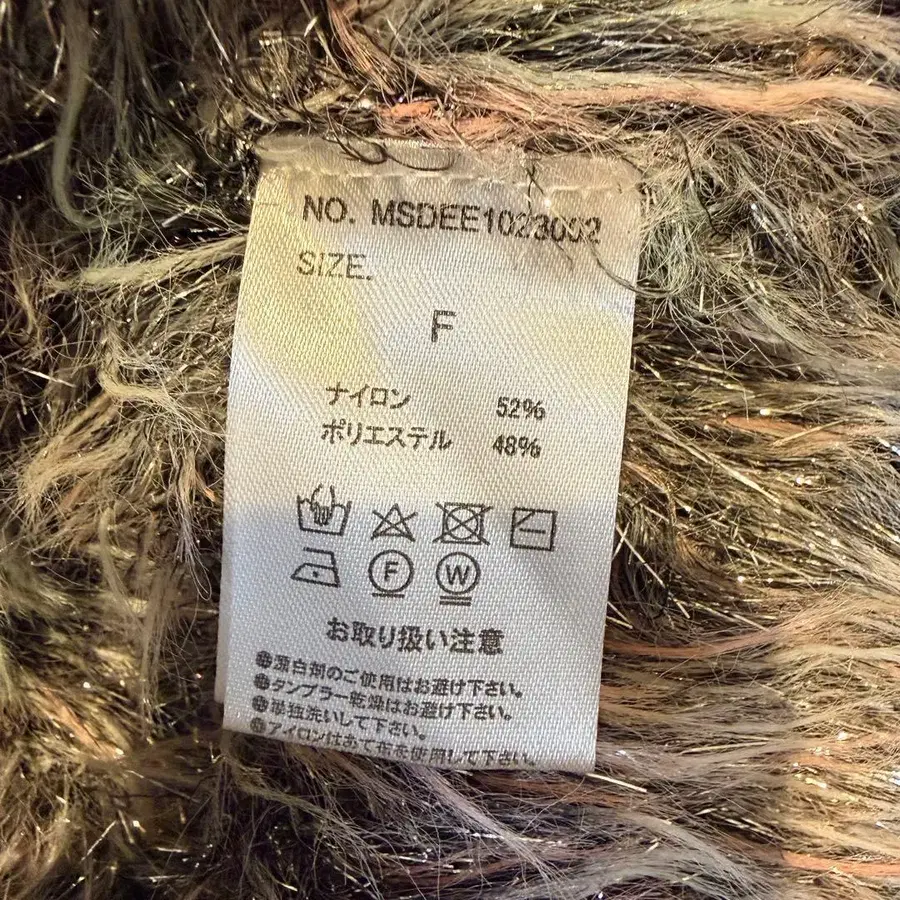 NO. MSDEE1023092
SIZE.
F
ナイロン 52%
ポリエステル 48%
F W
お取り扱い注意
●漂白剤のご使用はお避け下さい。
●タンブラー乾燥はお避け下さい。
●単独洗いして下さい。
●アイロンはあて布を使用して下さい。